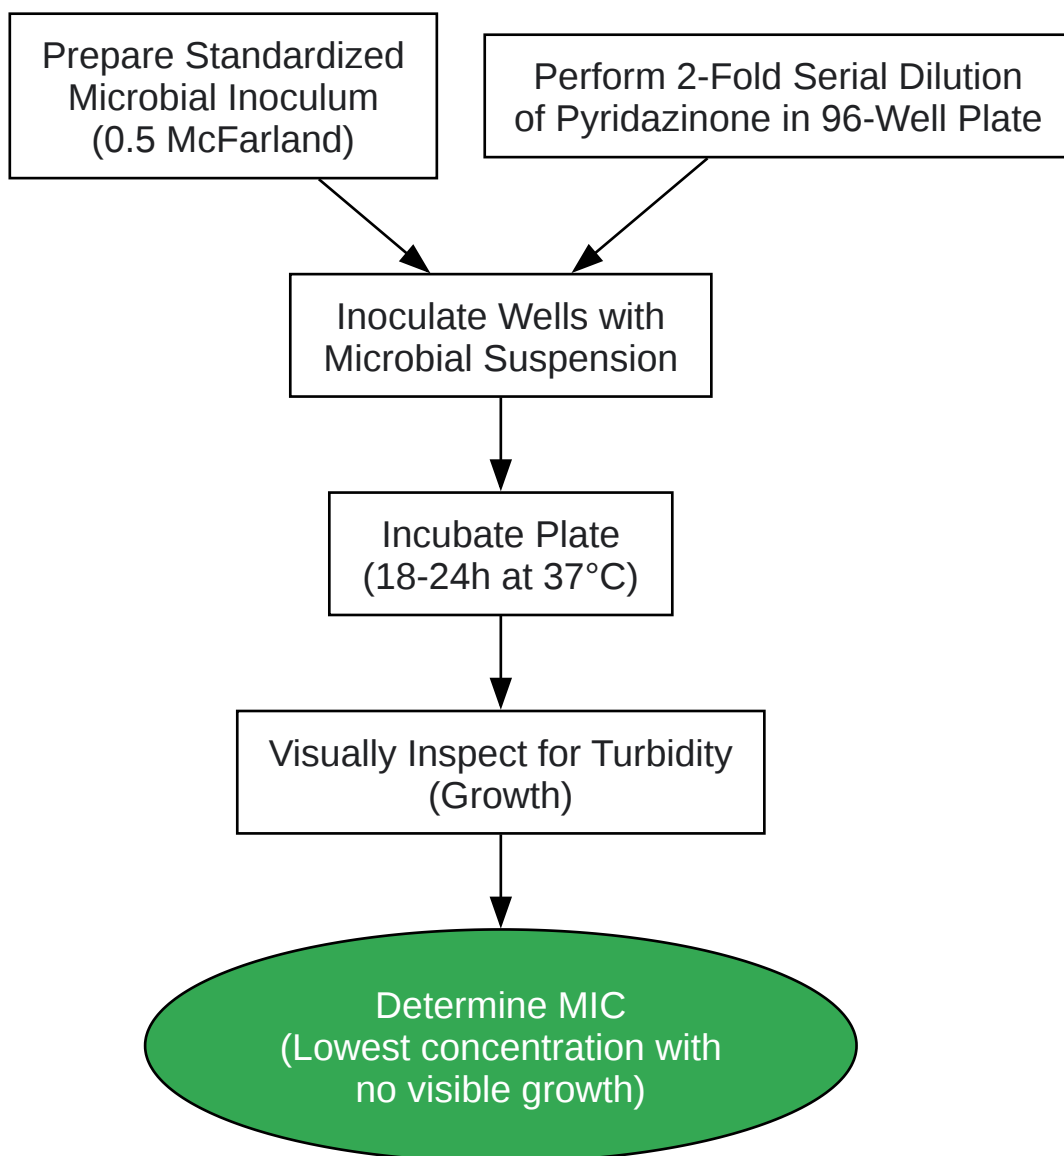 Prepare Standardized
Microbial Inoculum
(0.5 McFarland)
Perform 2-Fold Serial Dilution
of Pyridazinone in 96-Well Plate
Inoculate Wells with
Microbial Suspension
Incubate Plate
(18-24h at 37°C)
Visually Inspect for Turbidity
(Growth)
Determine MIC
(Lowest concentration with
no visible growth)